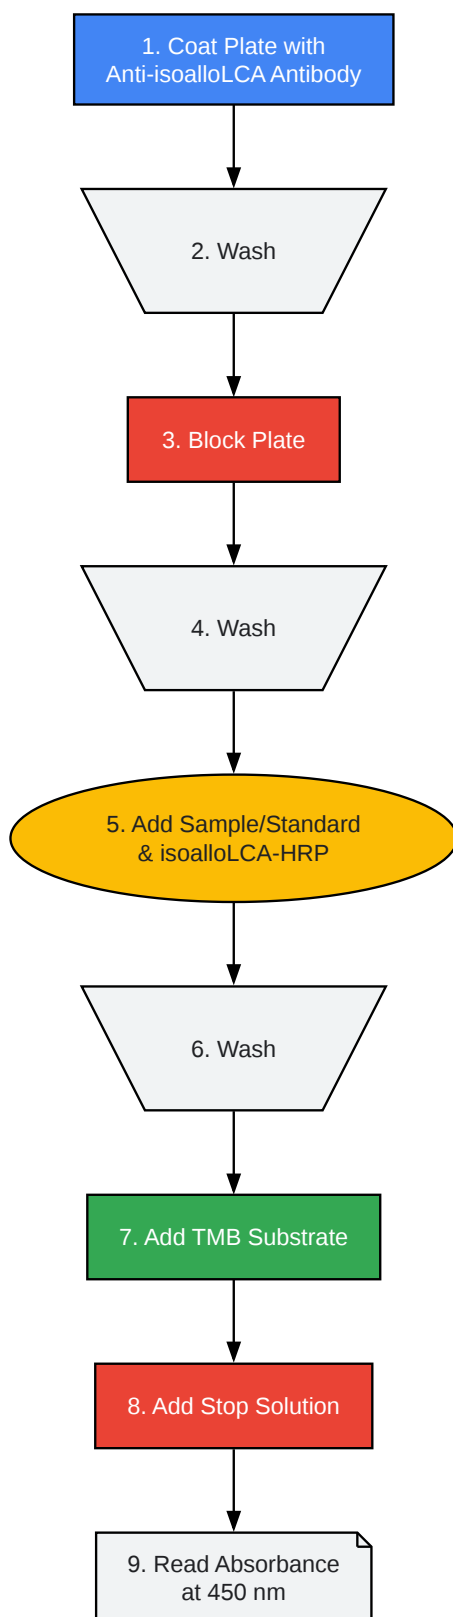 1. Coat Plate with
Anti-isoalloLCA Antibody
2. Wash
3. Block Plate
4. Wash
5. Add Sample/Standard
& isoalloLCA-HRP
6. Wash
7. Add TMB Substrate
8. Add Stop Solution
9. Read Absorbance
at 450 nm